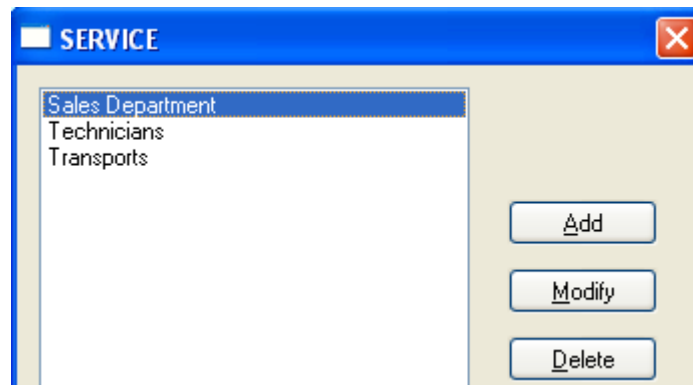 SERVICE
Sales Department
Technicians
Transports
Add
Modify
Delete